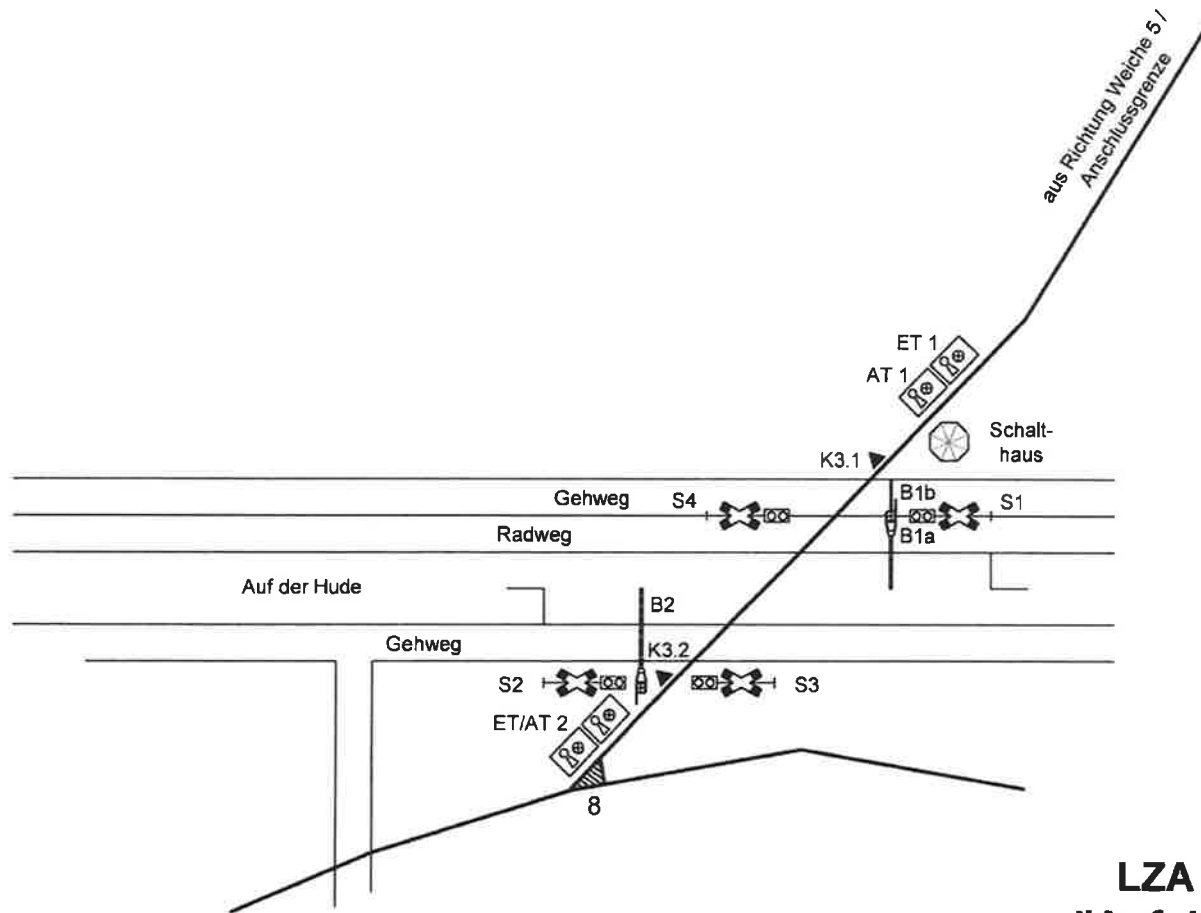 aus Richtung Weiche 5 /
Anschlussgrenze
ET 1
AT 1
Schalt-
haus
K3.1
Gehweg
S4
B1b
S1
Radweg
B1a
Auf der Hude
B2
Gehweg
K3.2
S2
S3
ET/AT 2
8
LZA